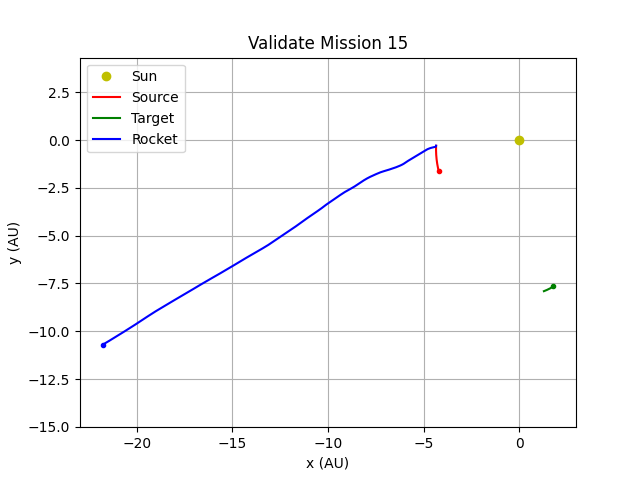 Validate Mission 15
Sun
Source
Target
Rocket
2.5
0.0
−2.5
−5.0
−7.5
−10.0
−12.5
−15.0
y (AU)
−20
−15
−10
−5
0
x (AU)